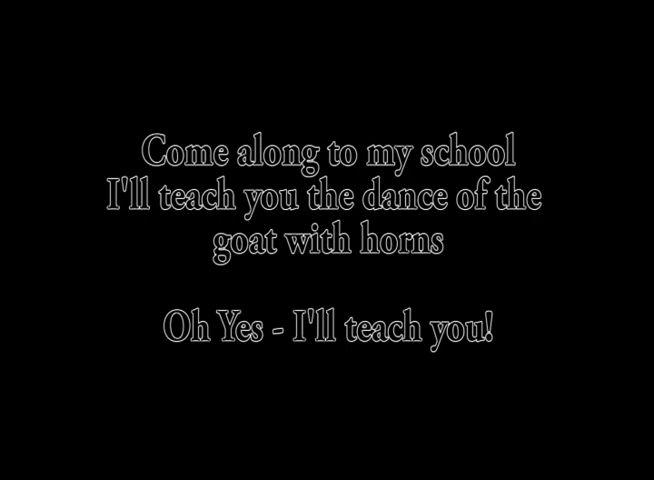 Come along to my school
I'll teach you the dance of the
goat with horns
Oh Yes - I'll teach you!